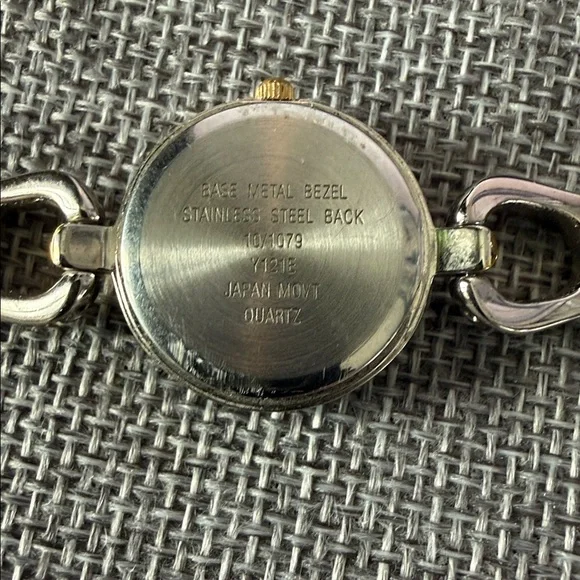 BASE METAL BEZEL
STAINLESS STEEL BACK
10/1079
Y121E
JAPAN MOVT
QUARTZ